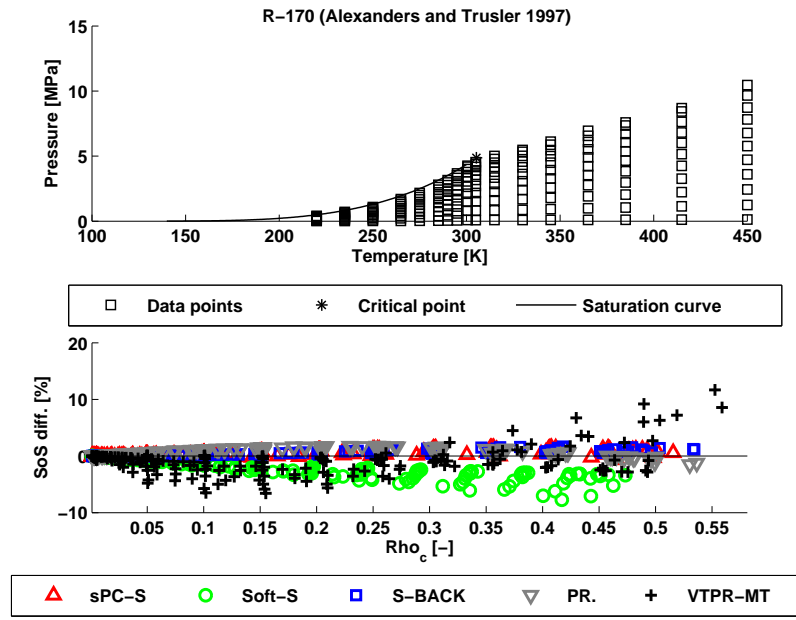 R−170 (Alexanders and Trusler 1997)
15
10
5
0
Pressure [MPa]
100 150 200 250 300 350 400 450
Temperature [K]
Data points Critical point Saturation curve
20
10
0
−10
SoS diff. [%]
0.05 0.1 0.15 0.2 0.25 0.3 0.35 0.4 0.45 0.5 0.55
Rho_c [−]
sPC−S Soft−S S−BACK PR. VTPR−MT